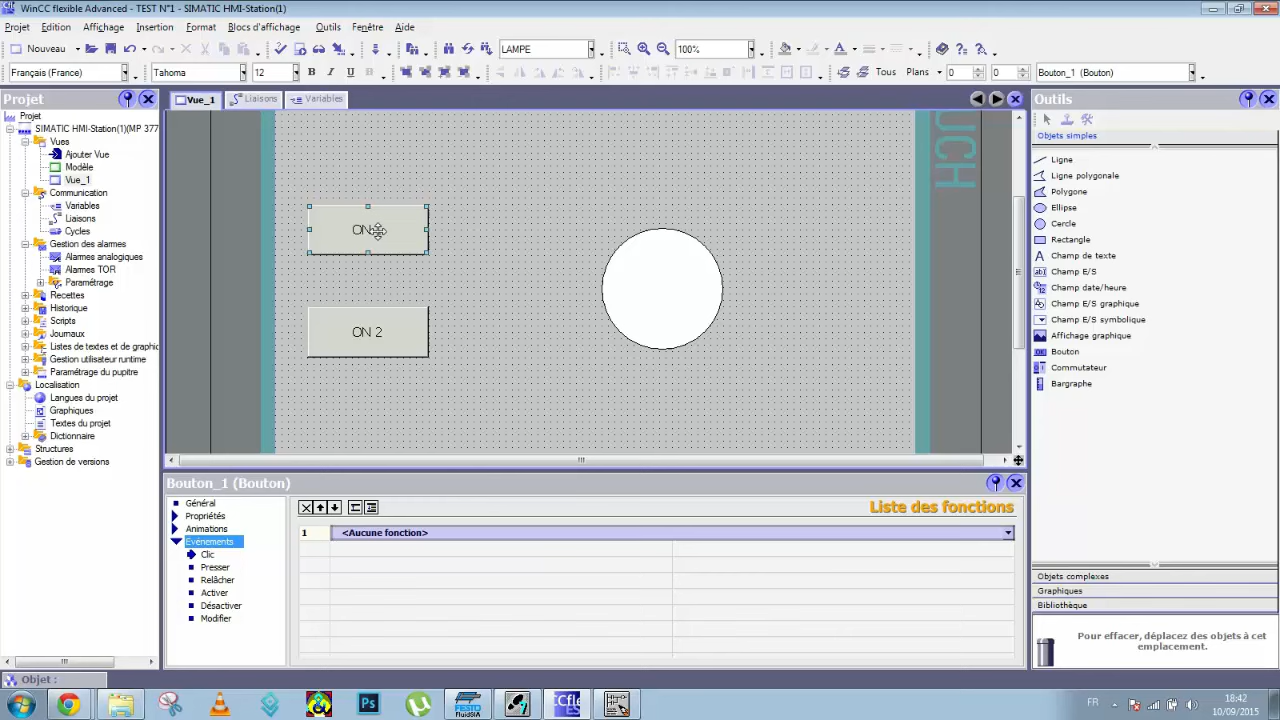 WinCC flexible Advanced - TEST N°1 - SIMATIC HMI-Station(1)
Projet Edition Affichage Insertion Format Blocs d'affichage Outils Fenêtre Aide
Nouveau LAMPE 100%
Français (France) Tahoma 12 B I U B Tous Plans 0 0 Bouton_1 (Bouton)
Projet
Projet
SIMATIC HMI-Station(1)(MP 377
Vues
Ajouter Vue
Modèle
Vue_1
Communication
Variables
Liaisons
Cycles
Gestion des alarmes
Alarmes analogiques
Alarmes TOR
Paramétrage
Recettes
Historique
Scripts
Journaux
Listes de textes et de graphic
Gestion utilisateur runtime
Paramétrage du pupitre
Localisation
Langues du projet
Graphiques
Textes du projet
Dictionnaire
Structures
Gestion de versions
Objet :
Vue_1 Liaisons Variables
UCH
ON
ON 2
Bouton_1 (Bouton)
Général
Propriétés
Animations
Événements
Clic
Presser
Relâcher
Activer
Désactiver
Modifier
Liste des fonctions
1 <Aucune fonction>
Outils
Objets simples
Ligne
Ligne polygonale
Polygone
Ellipse
Cercle
Rectangle
Champ de texte
Champ E/S
Champ date/heure
Champ E/S graphique
Champ E/S symbolique
Affichage graphique
Bouton
Commutateur
Bargraphe
Objets complexes
Graphiques
Bibliothèque
Pour effacer, déplacez des objets à cet
emplacement.
Ps
FESTO
FluidSIM
CCfle
FR
18:42
10/09/2015